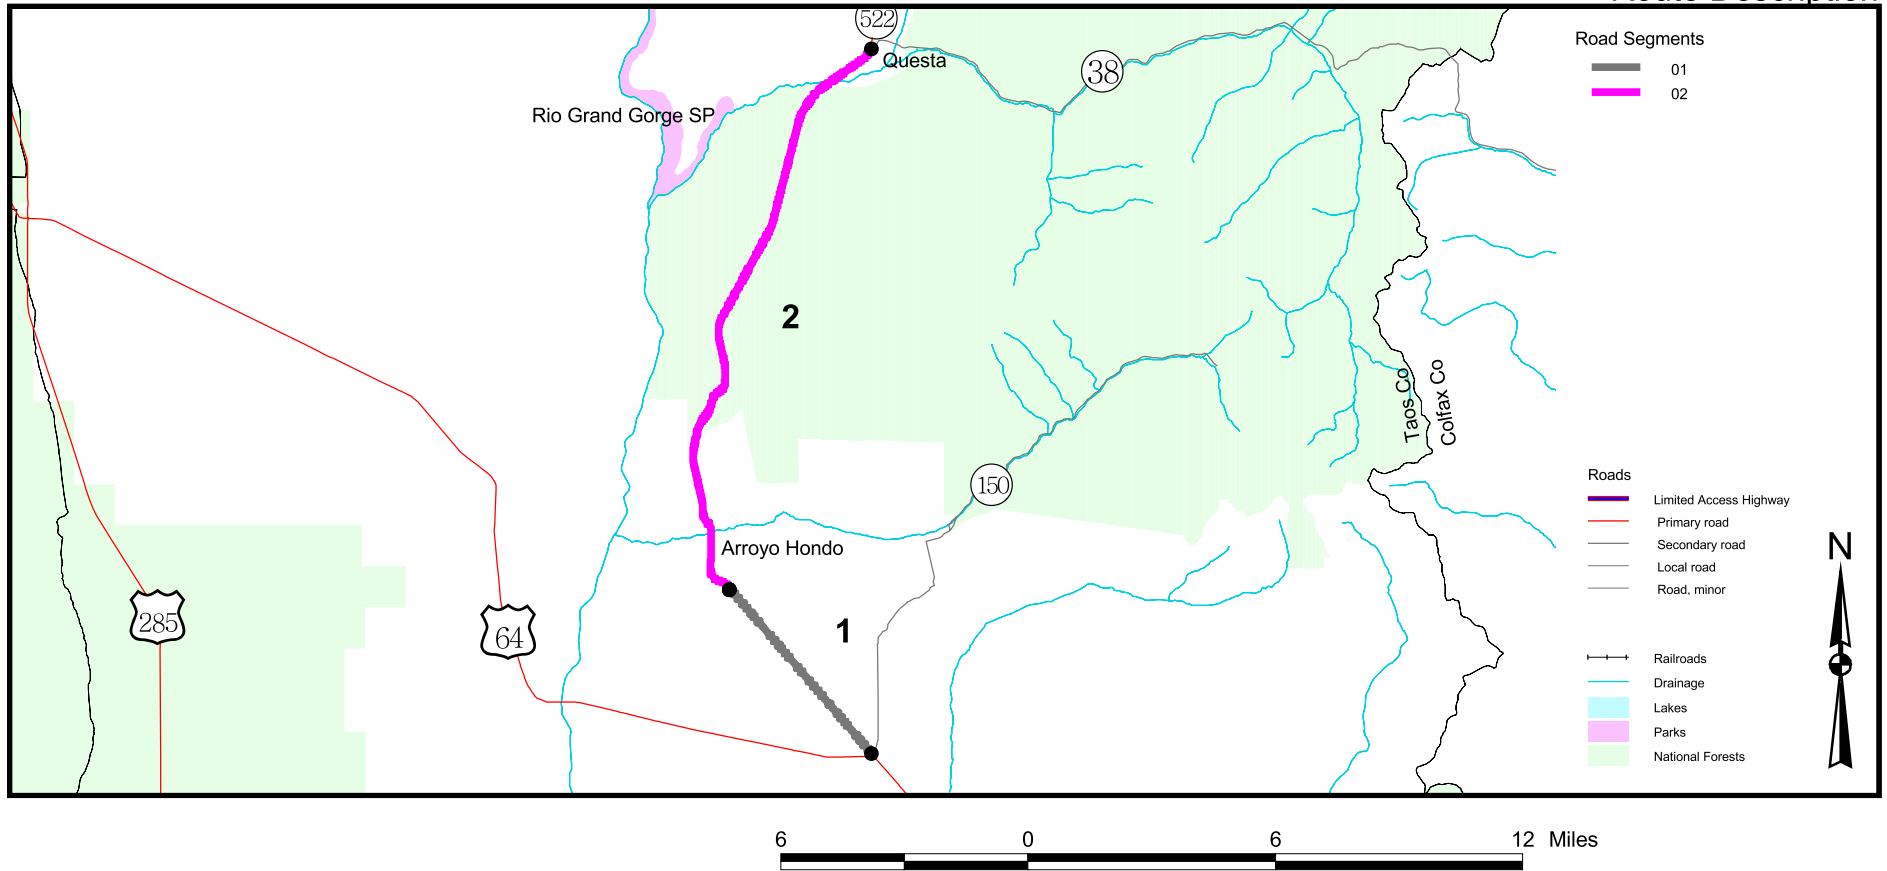 Route Description
522
Questa
38
Road Segments
01
02
Rio Grand Gorge SP
2
Taos Co
Colfax Co
150
Arroyo Hondo
1
285
64
Roads
Limited Access Highway
Primary road
Secondary road
Local road
Road, minor
Railroads
Drainage
Lakes
Parks
National Forests
N
6 0 6 12 Miles